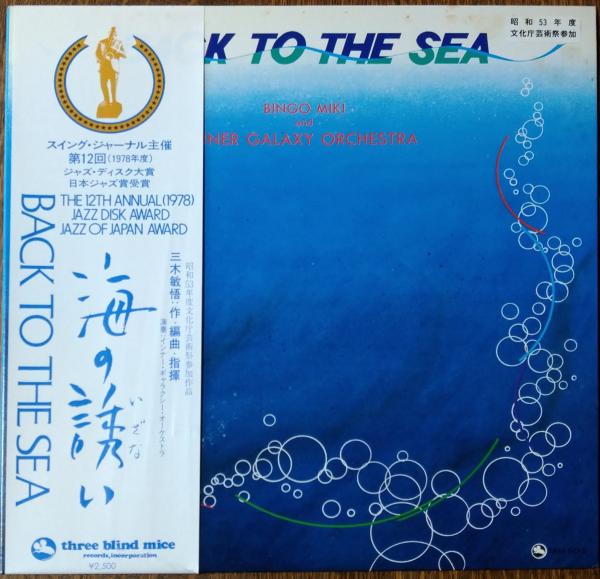 スイング・ジャーナル主催
第12回(1978年度)
ジャズ・ディスク大賞
日本ジャズ賞受賞
THE 12TH ANNUAL(1978)
JAZZ DISK AWARD
JAZZ OF JAPAN AWARD
BACK TO THE SEA
海の誘い
いざな
三木敏悟:作・編曲・指揮
演奏:インナー・ギャラクシー・オーケストラ
昭和53年度文化庁芸術祭参加作品
three blind mice
records, incorporation
¥2,500
CK TO THE SEA
昭和53年度
文化庁芸術祭参加
BINGO MIKI
and
NNER GALAXY ORCHESTRA